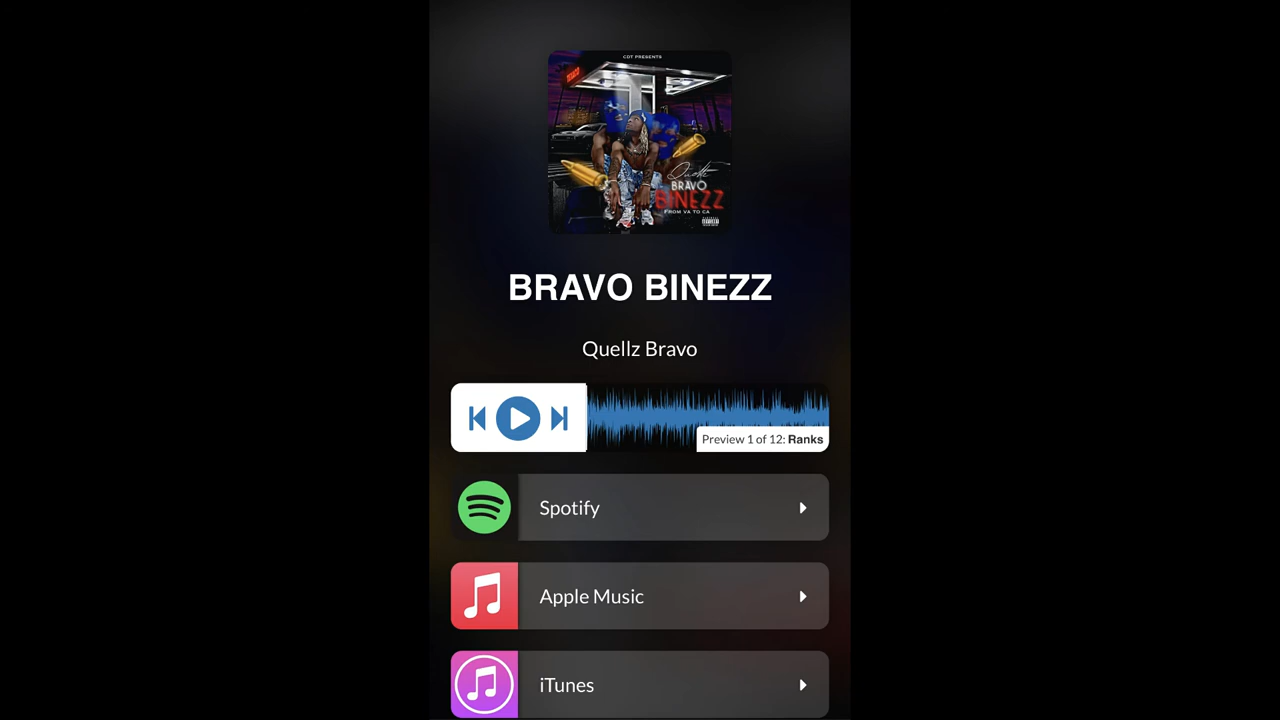 CDT PRESENTS
Quellz
BRAVO
BINEZZ
FROM VA TO CA
BRAVO BINEZZ
Quellz Bravo
Preview 1 of 12: Ranks
Spotify
Apple Music
iTunes